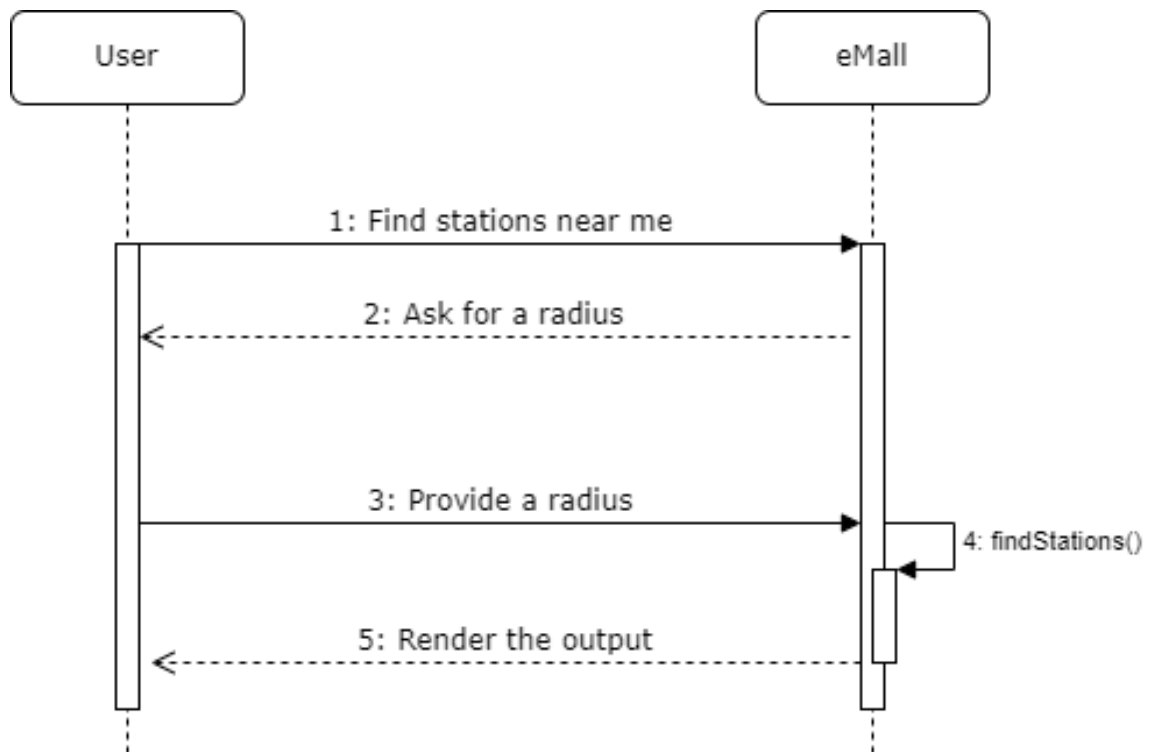 User
eMall
1: Find stations near me
2: Ask for a radius
3: Provide a radius
4: findStations()
5: Render the output